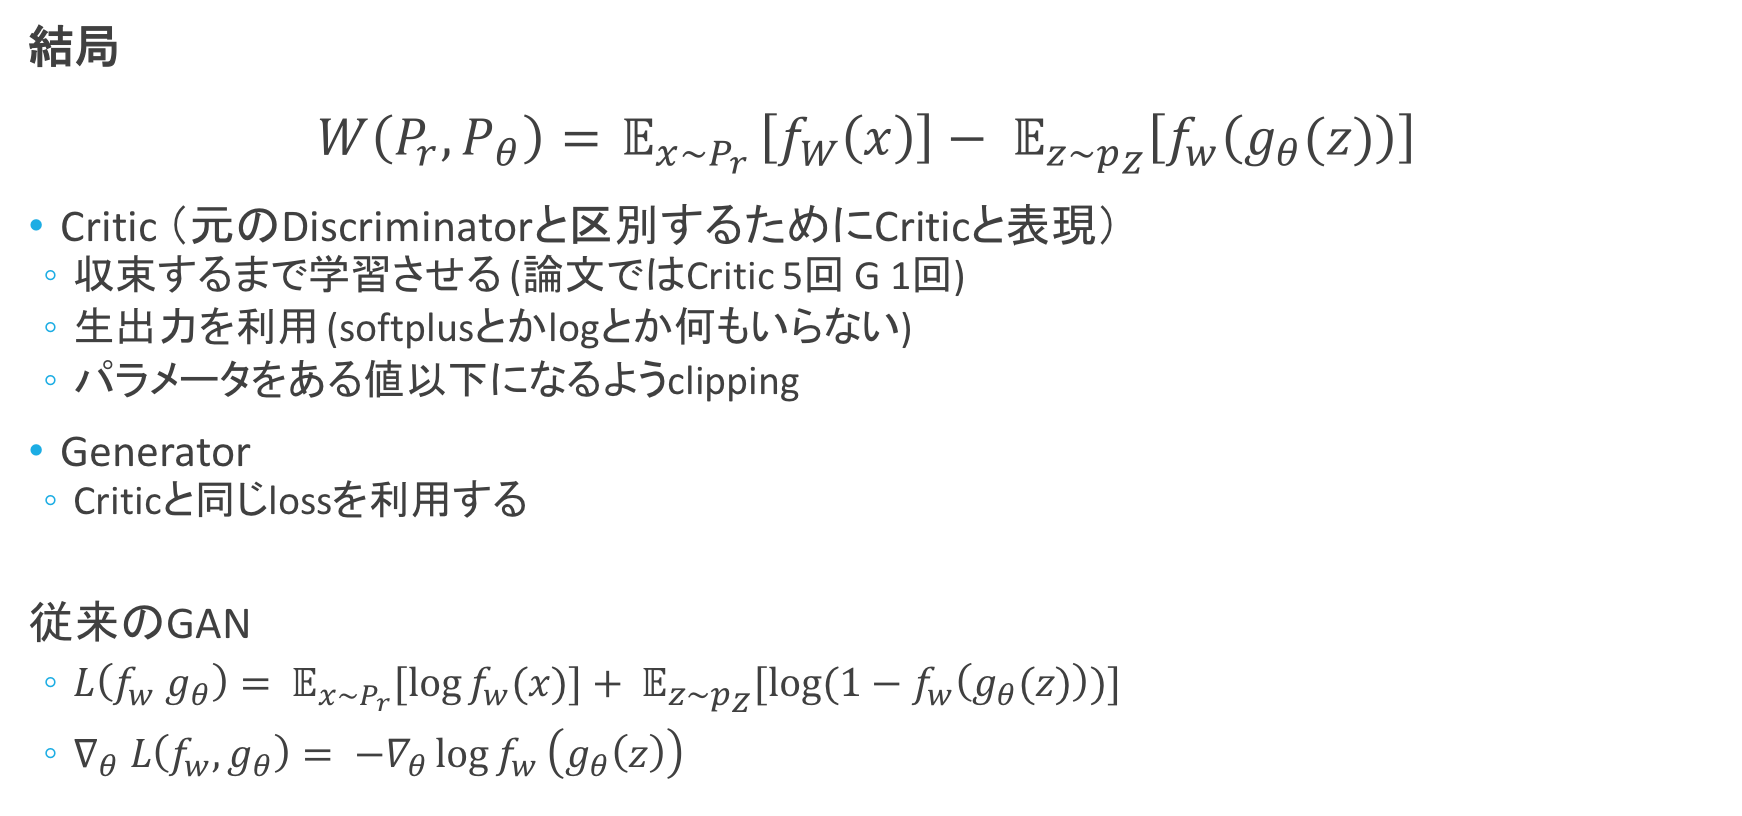 結局
W(P_r, P_θ) = 𝔼_{x~P_r}[f_W(x)] − 𝔼_{z~p_Z}[f_w(g_θ(z))]
• Critic（元のDiscriminatorと区別するためにCriticと表現）
◦ 収束するまで学習させる (論文ではCritic 5回 G 1回)
◦ 生出力を利用 (softplusとかlogとか何もいらない)
◦ パラメータをある値以下になるようclipping
• Generator
◦ Criticと同じlossを利用する
従来のGAN
◦ L(f_w g_θ) = 𝔼_{x~P_r}[log f_w(x)] + 𝔼_{z~p_Z}[log(1 − f_w(g_θ(z)))]
◦ ∇_θ L(f_w, g_θ) = −∇_θ log f_w (g_θ(z))